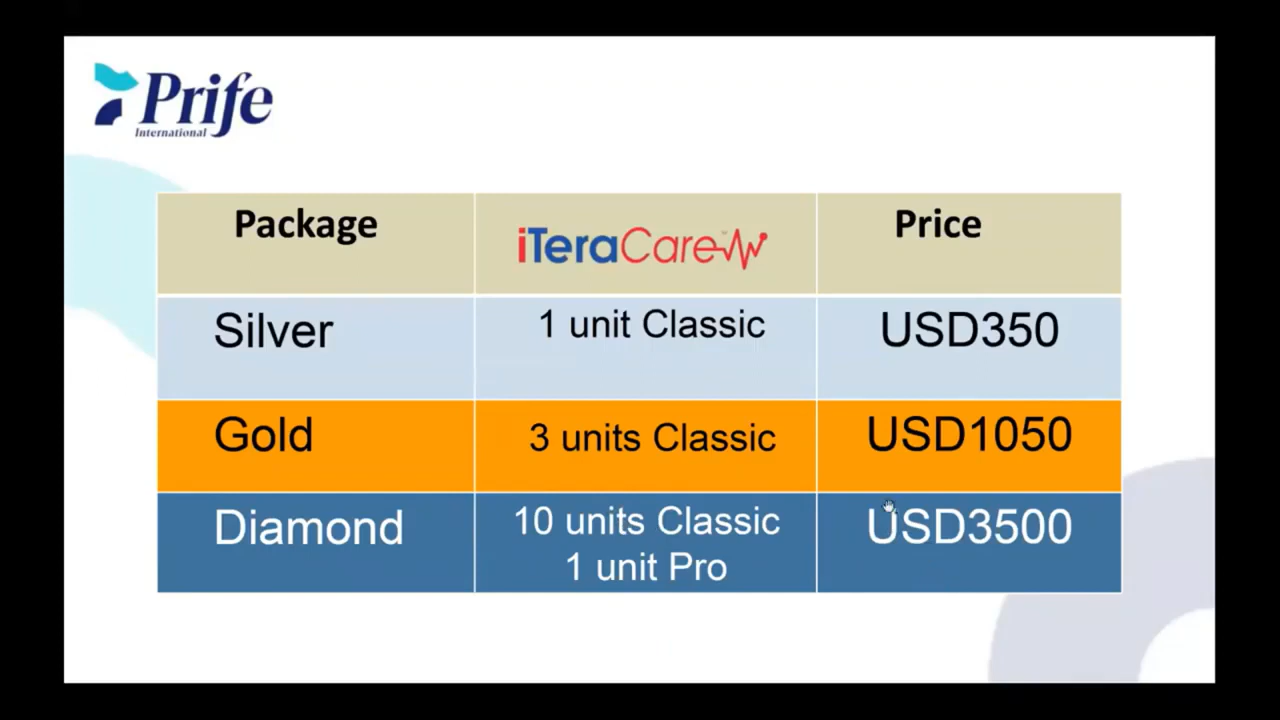 Prife
International
Package
iTeraCare
Price
Silver
1 unit Classic
USD350
Gold
3 units Classic
USD1050
Diamond
10 units Classic
1 unit Pro
USD3500